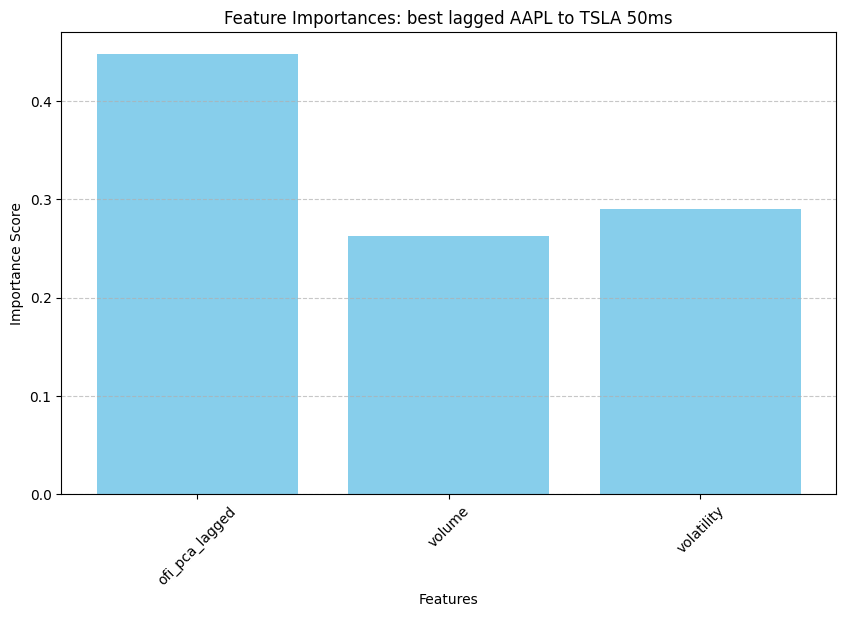 Feature Importances: best lagged AAPL to TSLA 50ms
Importance Score
0.4
0.3
0.2
0.1
0.0
ofi_pca_lagged
volume
volatility
Features